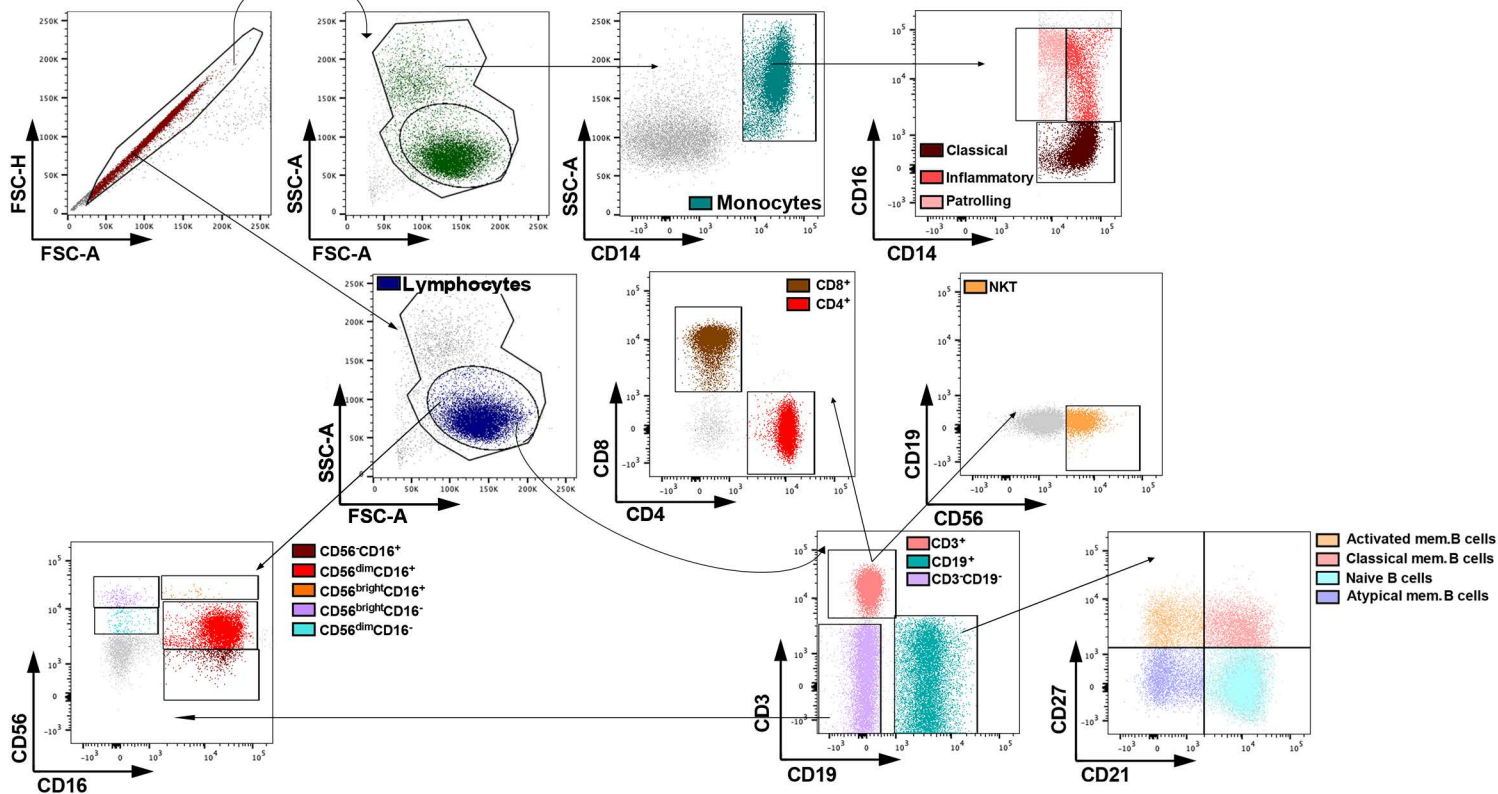 250K
200K
150K
100K
50K
0
FSC-H
0 50K 100K 150K 200K 250K
FSC-A
250K
200K
150K
100K
50K
0
SSC-A
0 50K 100K 150K 200K 250K
FSC-A
250K
200K
150K
100K
50K
0
SSC-A
Monocytes
-10³ 0 10³ 10⁴ 10⁵
CD14
10⁵
10⁴
10³
0
-10³
CD16
Classical
Inflammatory
Patrolling
-10³ 0 10³ 10⁴ 10⁵
CD14
Lymphocytes
250K
200K
150K
100K
50K
0
SSC-A
0 50K 100K 150K 200K 250K
FSC-A
CD8⁺
CD4⁺
10⁵
10⁴
10³
0
-10³
CD8
-10³ 0 10³ 10⁴ 10⁵
CD4
NKT
10⁵
10⁴
10³
0
-10³
CD19
-10³ 0 10³ 10⁴ 10⁵
CD56
10⁵
10⁴
10³
0
-10³
CD56
-10³ 0 10³ 10⁴ 10⁵
CD16
CD56⁻CD16⁺
CD56ᵈⁱᵐCD16⁺
CD56ᵇʳⁱᵍʰᵗCD16⁺
CD56ᵇʳⁱᵍʰᵗCD16⁻
CD56ᵈⁱᵐCD16⁻
CD3⁺
CD19⁺
CD3⁻CD19⁻
10⁵
10⁴
10³
0
-10³
CD3
-10³ 0 10³ 10⁴ 10⁵
CD19
10⁵
10⁴
10³
0
-10³
CD27
-10³ 0 10³ 10⁴ 10⁵
CD21
Activated mem.B cells
Classical mem.B cells
Naive B cells
Atypical mem.B cells